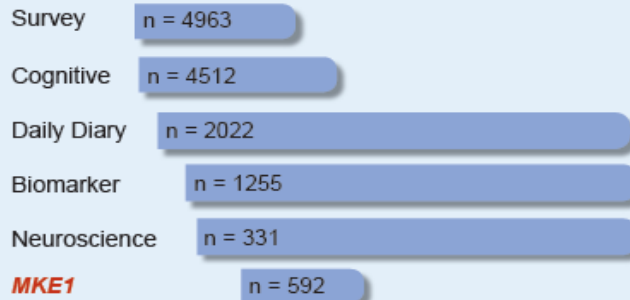 Survey n = 4963
Cognitive n = 4512
Daily Diary n = 2022
Biomarker n = 1255
Neuroscience n = 331
MKE1 n = 592